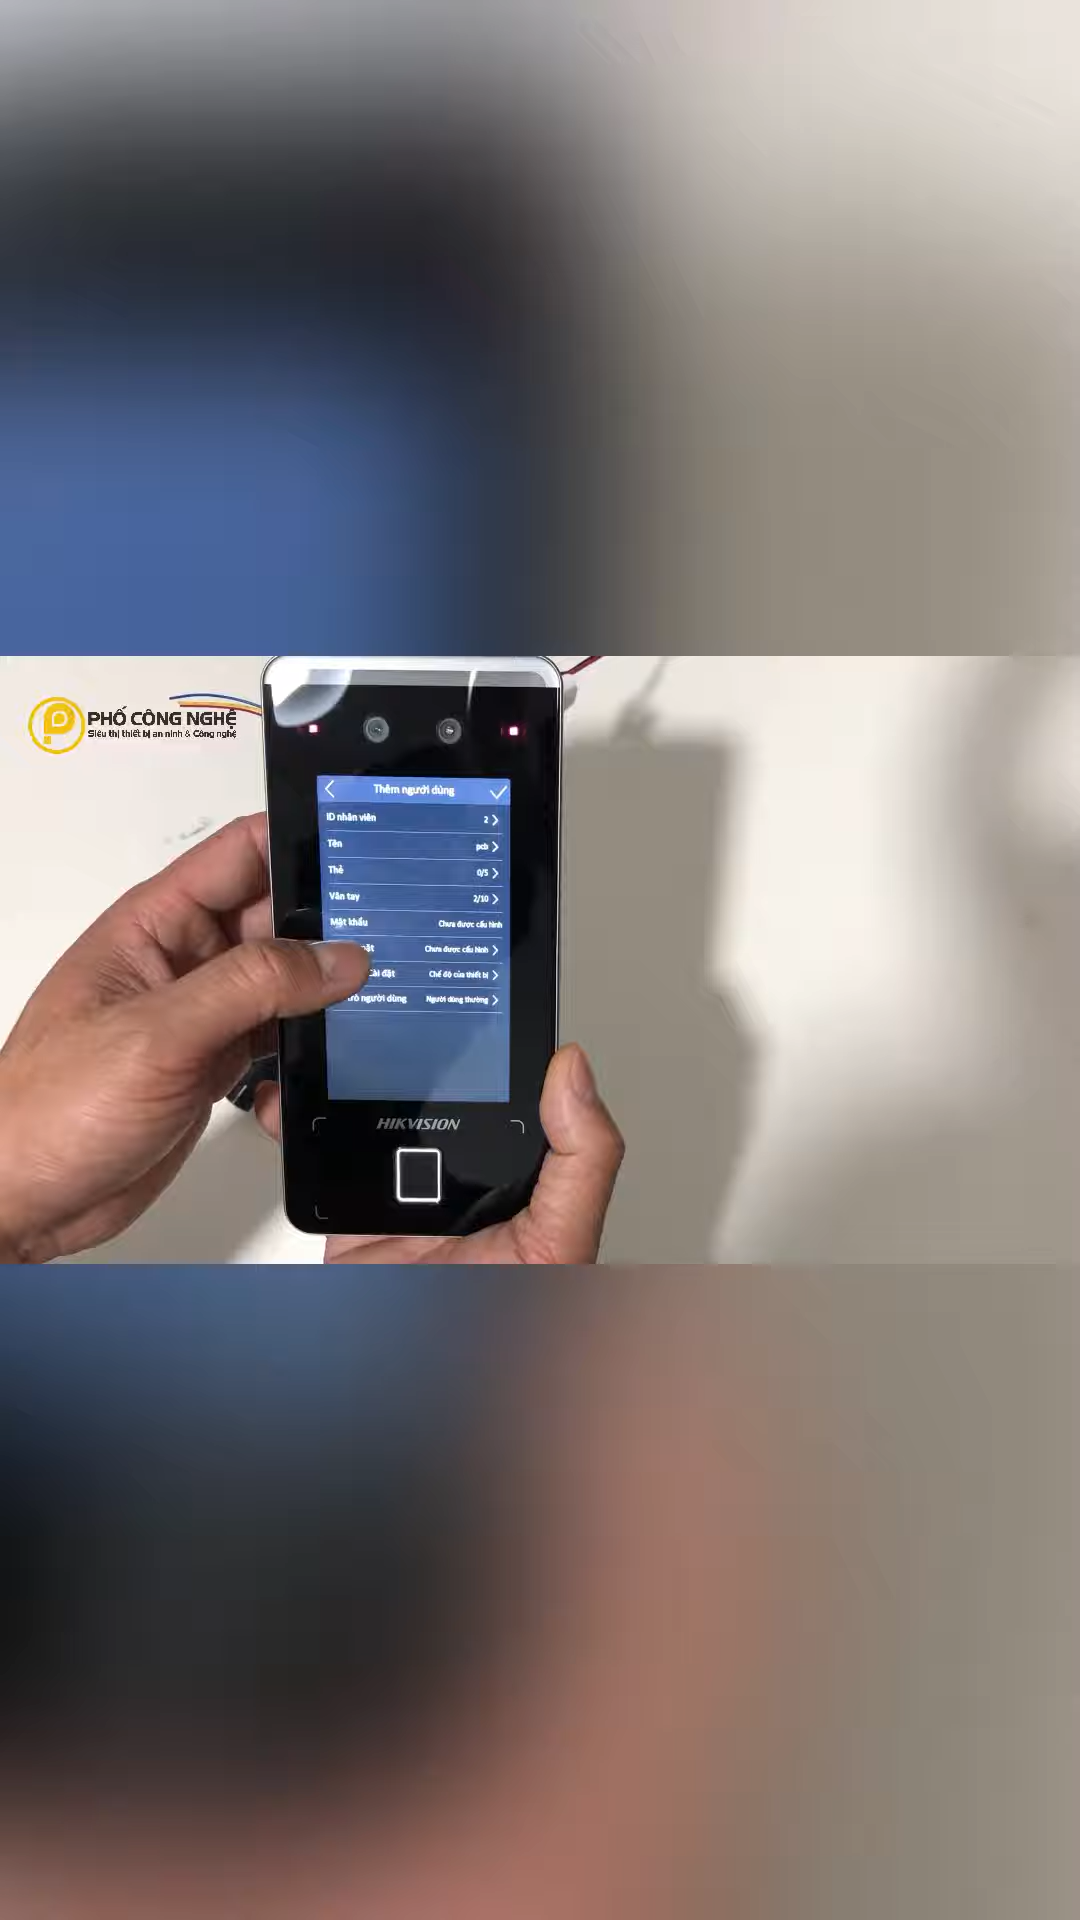 PHỐ CÔNG NGHỆ
Siêu thị thiết bị an ninh & Công nghệ
Thêm người dùng
ID nhân viên 2
Tên pcb
Thẻ 0/5
Vân tay 2/10
Mật khẩu Chưa được cấu hình
mặt Chưa được cấu hình
Cài đặt Chế độ của thiết bị
trò người dùng Người dùng thường
HIKVISION